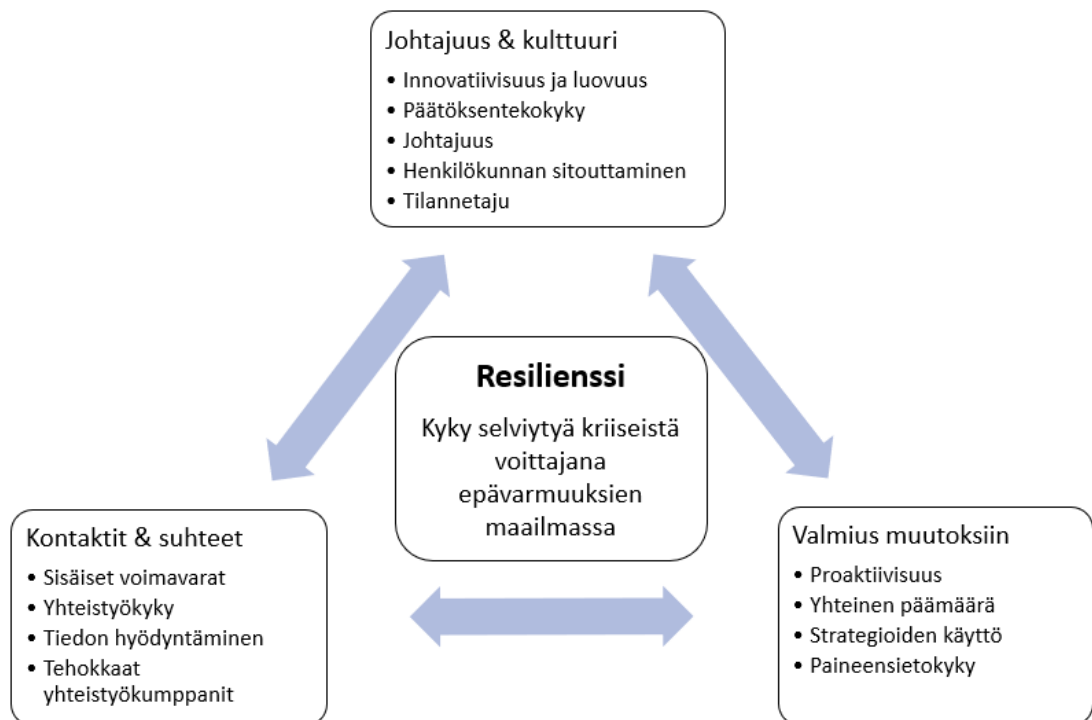 Johtajuus & kulttuuri
• Innovatiivisuus ja luovuus
• Päätöksentekokyky
• Johtajuus
• Henkilökunnan sitouttaminen
• Tilannetaju
Resilienssi
Kyky selviytyä kriiseistä
voittajana
epävarmuuksien
maailmassa
Kontaktit & suhteet
• Sisäiset voimavarat
• Yhteistyökyky
• Tiedon hyödyntäminen
• Tehokkaat
yhteistyökumppanit
Valmius muutoksiin
• Proaktiivisuus
• Yhteinen päämäärä
• Strategioiden käyttö
• Paineensietokyky